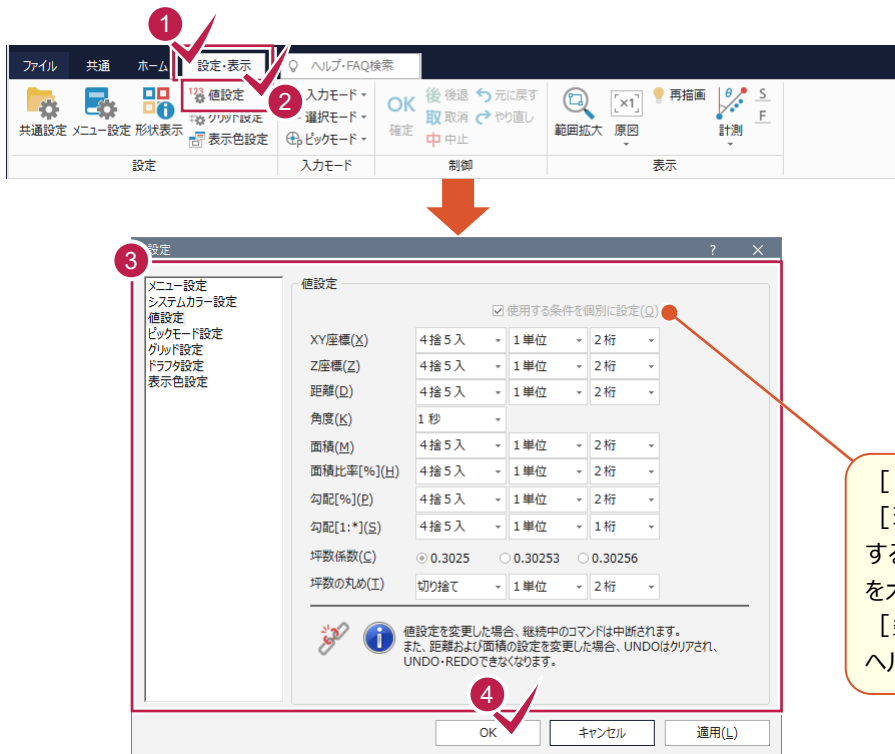 1
ファイル 共通 ホーム 設定・表示 ヘルプ・FAQ検索
共通設定 メニュー設定 形状表示
値設定
グリッド設定
表示色設定
設定
2
入力モード
選択モード
ピックモード
入力モード
OK
確定
後 後退 元に戻す
取 取消 やり直し
中 中止
制御
範囲拡大
[×1]
原図
再描画
計測
S
F
表示
3
設定 ? ×
メニュー設定
システムカラー設定
値設定
ピックモード設定
グリッド設定
ドラフタ設定
表示色設定
値設定
使用する条件を個別に設定(Q)
XY座標(X) 4捨5入 1単位 2桁
Z座標(Z) 4捨5入 1単位 2桁
距離(D) 4捨5入 1単位 2桁
角度(K) 1秒
面積(M) 4捨5入 1単位 2桁
面積比率[%](H) 4捨5入 1単位 2桁
勾配[%](P) 4捨5入 1単位 2桁
勾配[1:*](S) 4捨5入 1単位 1桁
坪数係数(C) 0.3025 0.30253 0.30256
坪数の丸め(T) 切り捨て 1単位 2桁
値設定を変更した場合、継続中のコマンドは中断されます。
また、距離および面積の設定を変更した場合、UNDOはクリアされ、
UNDO・REDOできなくなります。
4
OK キャンセル 適用(L)
[
[
する
を
[
ヘル